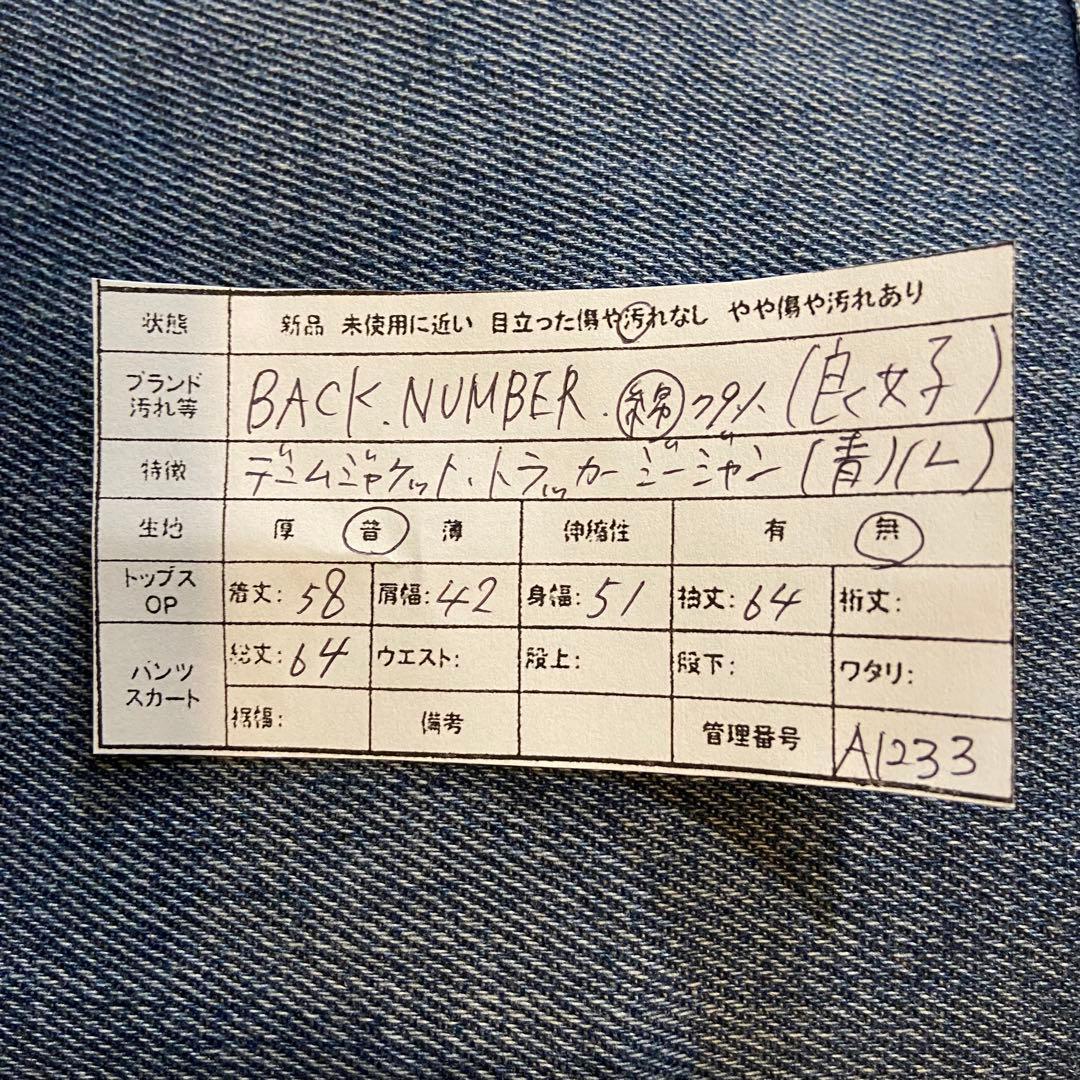 状態 新品 未使用に近い 目立った傷や汚れなし やや傷や汚れあり
ブランド
汚れ等 BACK.NUMBER. 綿 (良く女子)
特徴 デニムジャケット、トラッカージージャン (青) (L)
生地 厚 普 薄 伸縮性 有 無
トップス
OP 着丈: 58 肩幅: 42 身幅: 51 袖丈: 64 裄丈:
パンツ
スカート 総丈: 64 ウエスト: 股上: 股下: ワタリ:
裾幅: 備考 管理番号 A1233